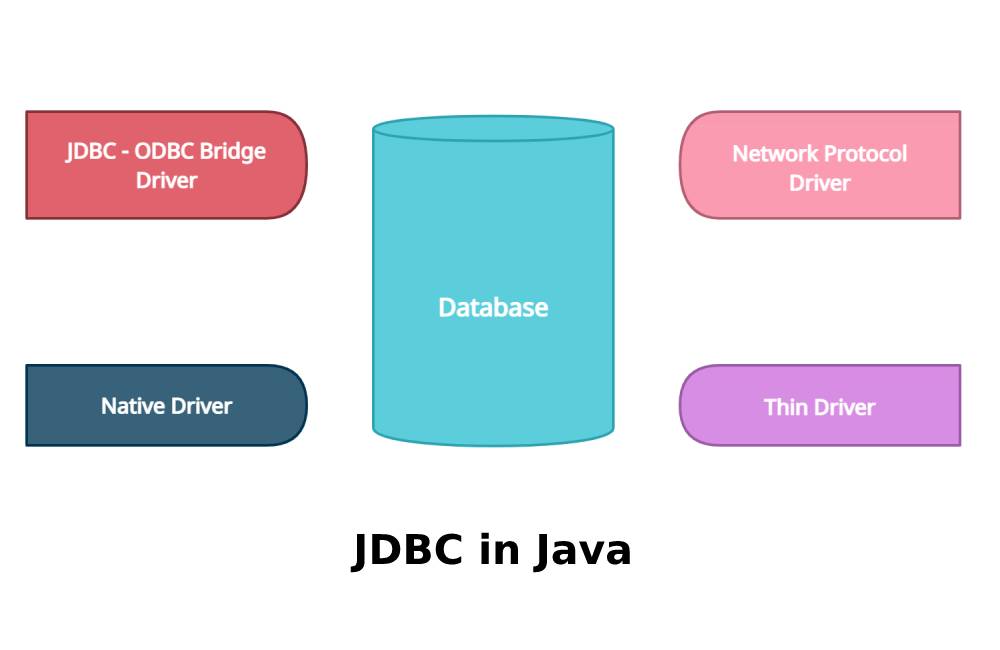 JDBC - ODBC Bridge
Driver
Network Protocol
Driver
Database
Native Driver
Thin Driver
JDBC in Java